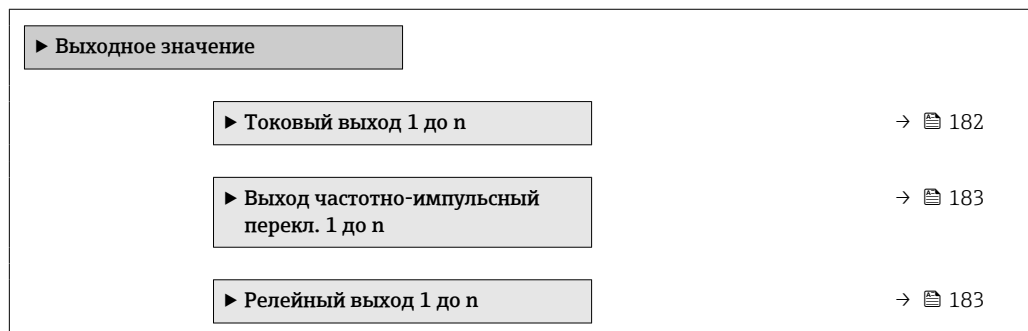 ▶ Выходное значение
▶ Токовый выход 1 до n → 182
▶ Выход частотно-импульсный
перекл. 1 до n → 183
▶ Релейный выход 1 до n → 183